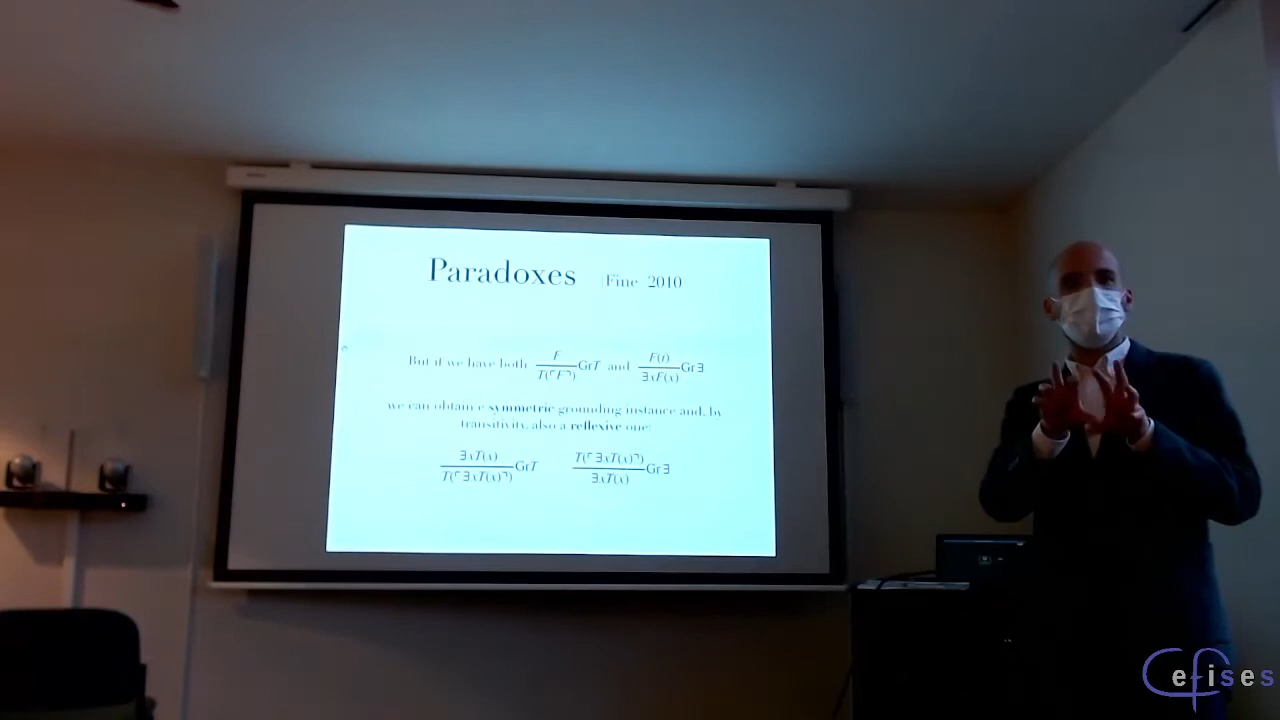 Paradoxes Fine 2010
But if we have both F/T(⌜F⌝) GrT and F(t)/∃xF(x) Gr∃
we can obtain e symmetric grounding instance and, by
transitivity, also a reflexive one:
∃xT(x)/T(⌜∃xT(x)⌝) GrT T(⌜∃xT(x)⌝)/∃xT(x) Gr∃
Cefises